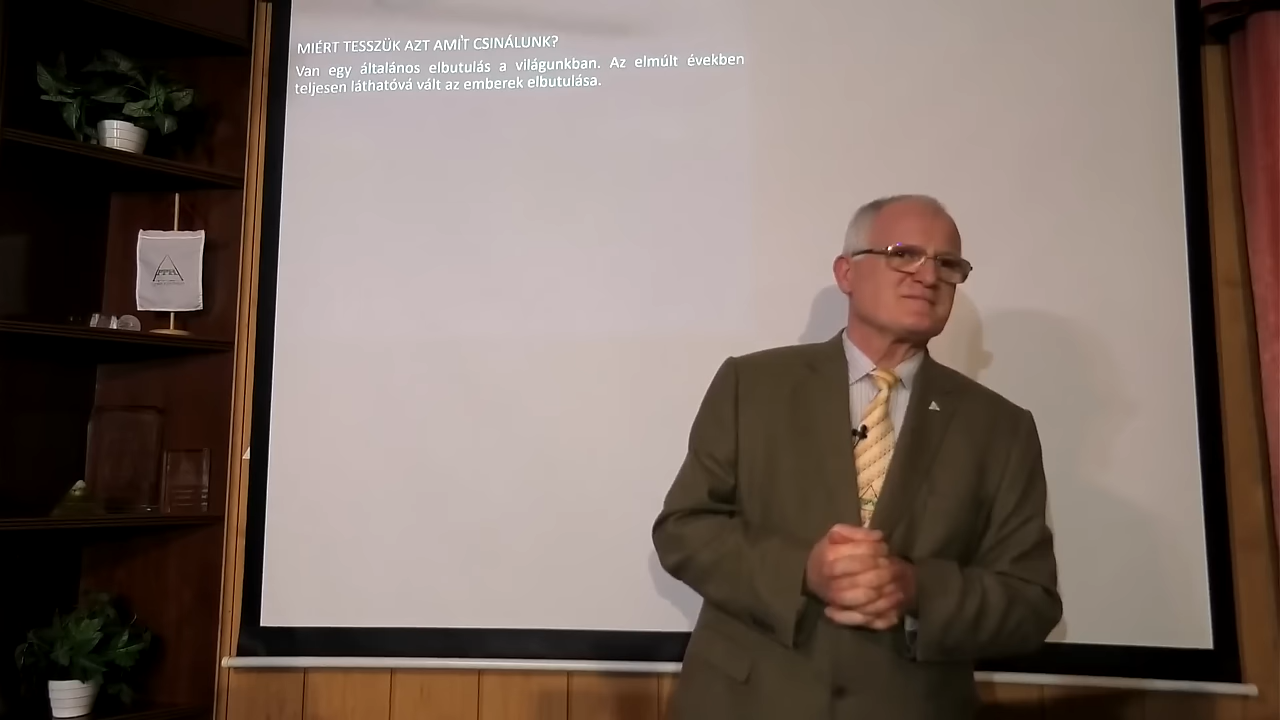 MIÉRT TESSZÜK AZT AMIT CSINÁLUNK?
Van egy általános elbutulás a világunkban. Az elmúlt években
teljesen láthatóvá vált az emberek elbutulása.